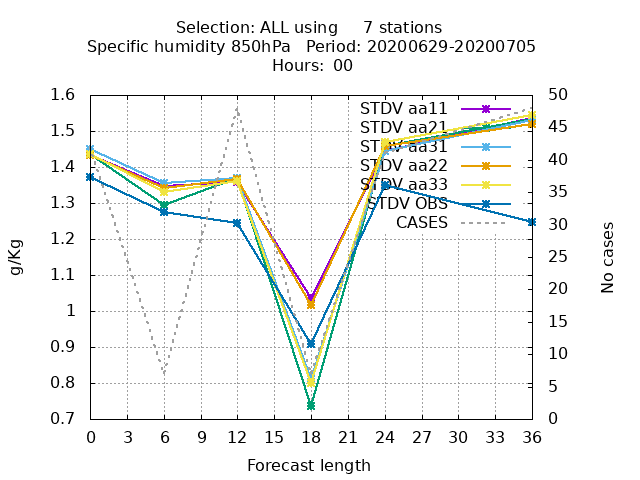 Selection: ALL using     7 stations
Specific humidity 850hPa   Period: 20200629-20200705
Hours:  00
1.6
1.5
1.4
1.3
1.2
1.1
1
0.9
0.8
0.7
g/Kg
STDV aa11
STDV aa21
STDV aa31
STDV aa22
STDV aa33
STDV OBS
CASES
50
45
40
35
30
25
20
15
10
5
0
No cases
0 3 6 9 12 15 18 21 24 27 30 33 36
Forecast length